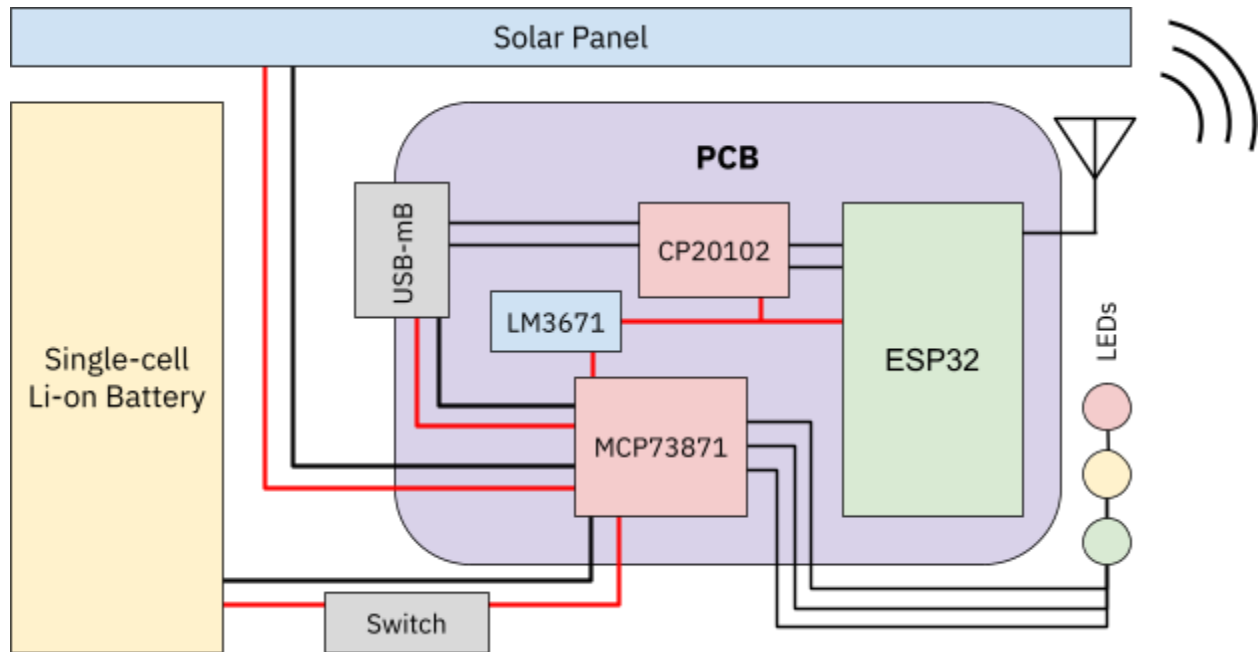 Solar Panel
PCB
USB-mB
CP20102
LM3671
ESP32
LEDs
Single-cell
Li-on Battery
MCP73871
Switch